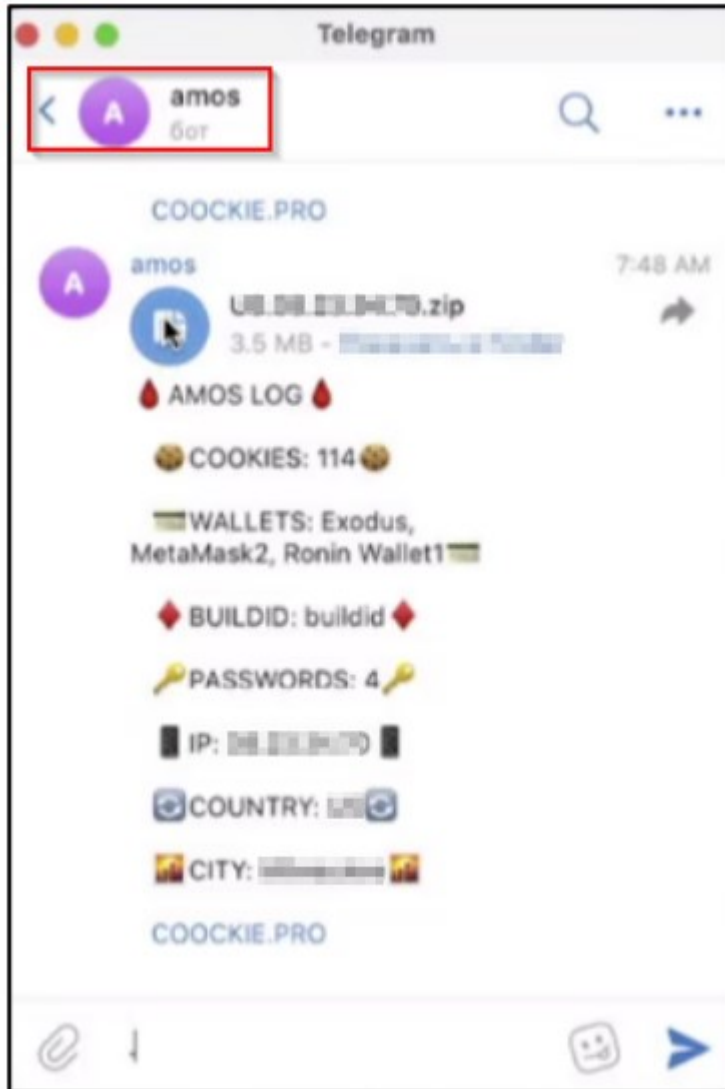 Telegram
amos
бот
COOCKIE.PRO
amos
7:48 AM
.zip
3.5 MB -
AMOS LOG
COOKIES: 114
WALLETS: Exodus,
MetaMask2, Ronin Wallet1
BUILDID: buildid
PASSWORDS: 4
IP:
COUNTRY:
CITY:
COOCKIE.PRO